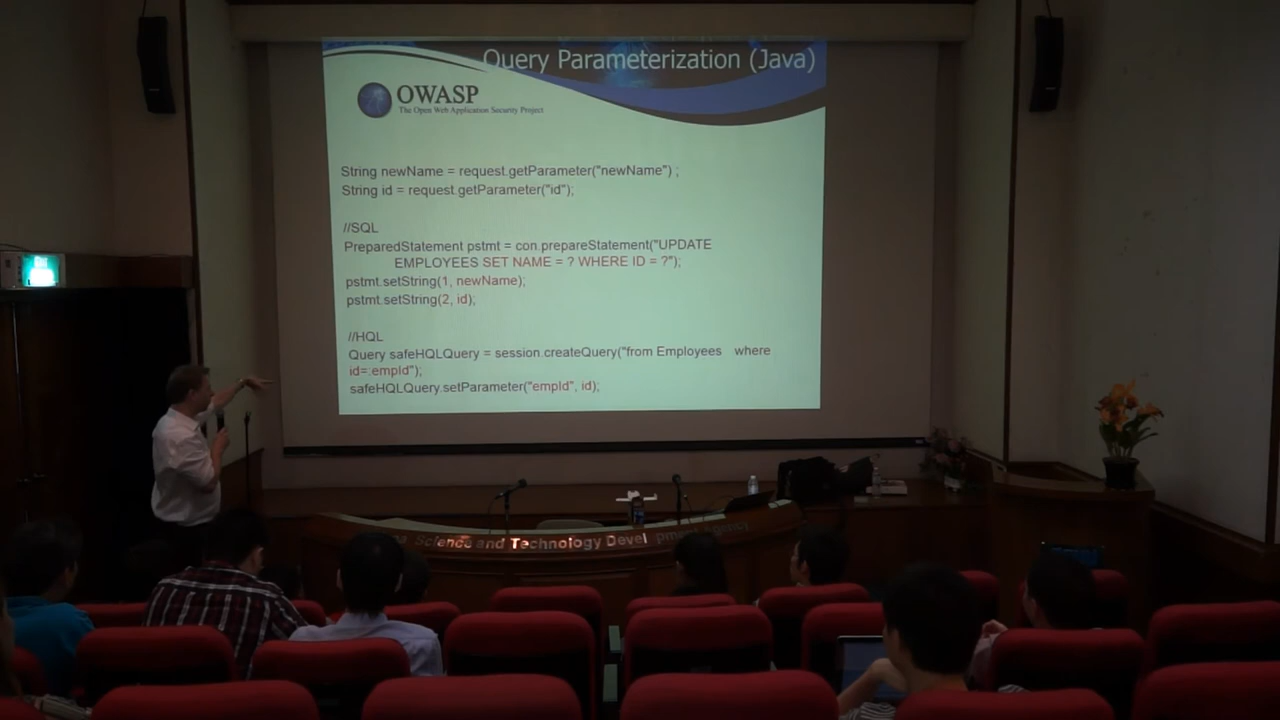 Query Parameterization (Java)
OWASP
The Open Web Application Security Project
String newName = request.getParameter("newName") ;
String id = request.getParameter("id");
//SQL
PreparedStatement pstmt = con.prepareStatement("UPDATE
EMPLOYEES SET NAME = ? WHERE ID = ?");
pstmt.setString(1, newName);
pstmt.setString(2, id);
//HQL
Query safeHQLQuery = session.createQuery("from Employees where
id=:empId");
safeHQLQuery.setParameter("empId", id);
Science and Technology Devel pment Agency